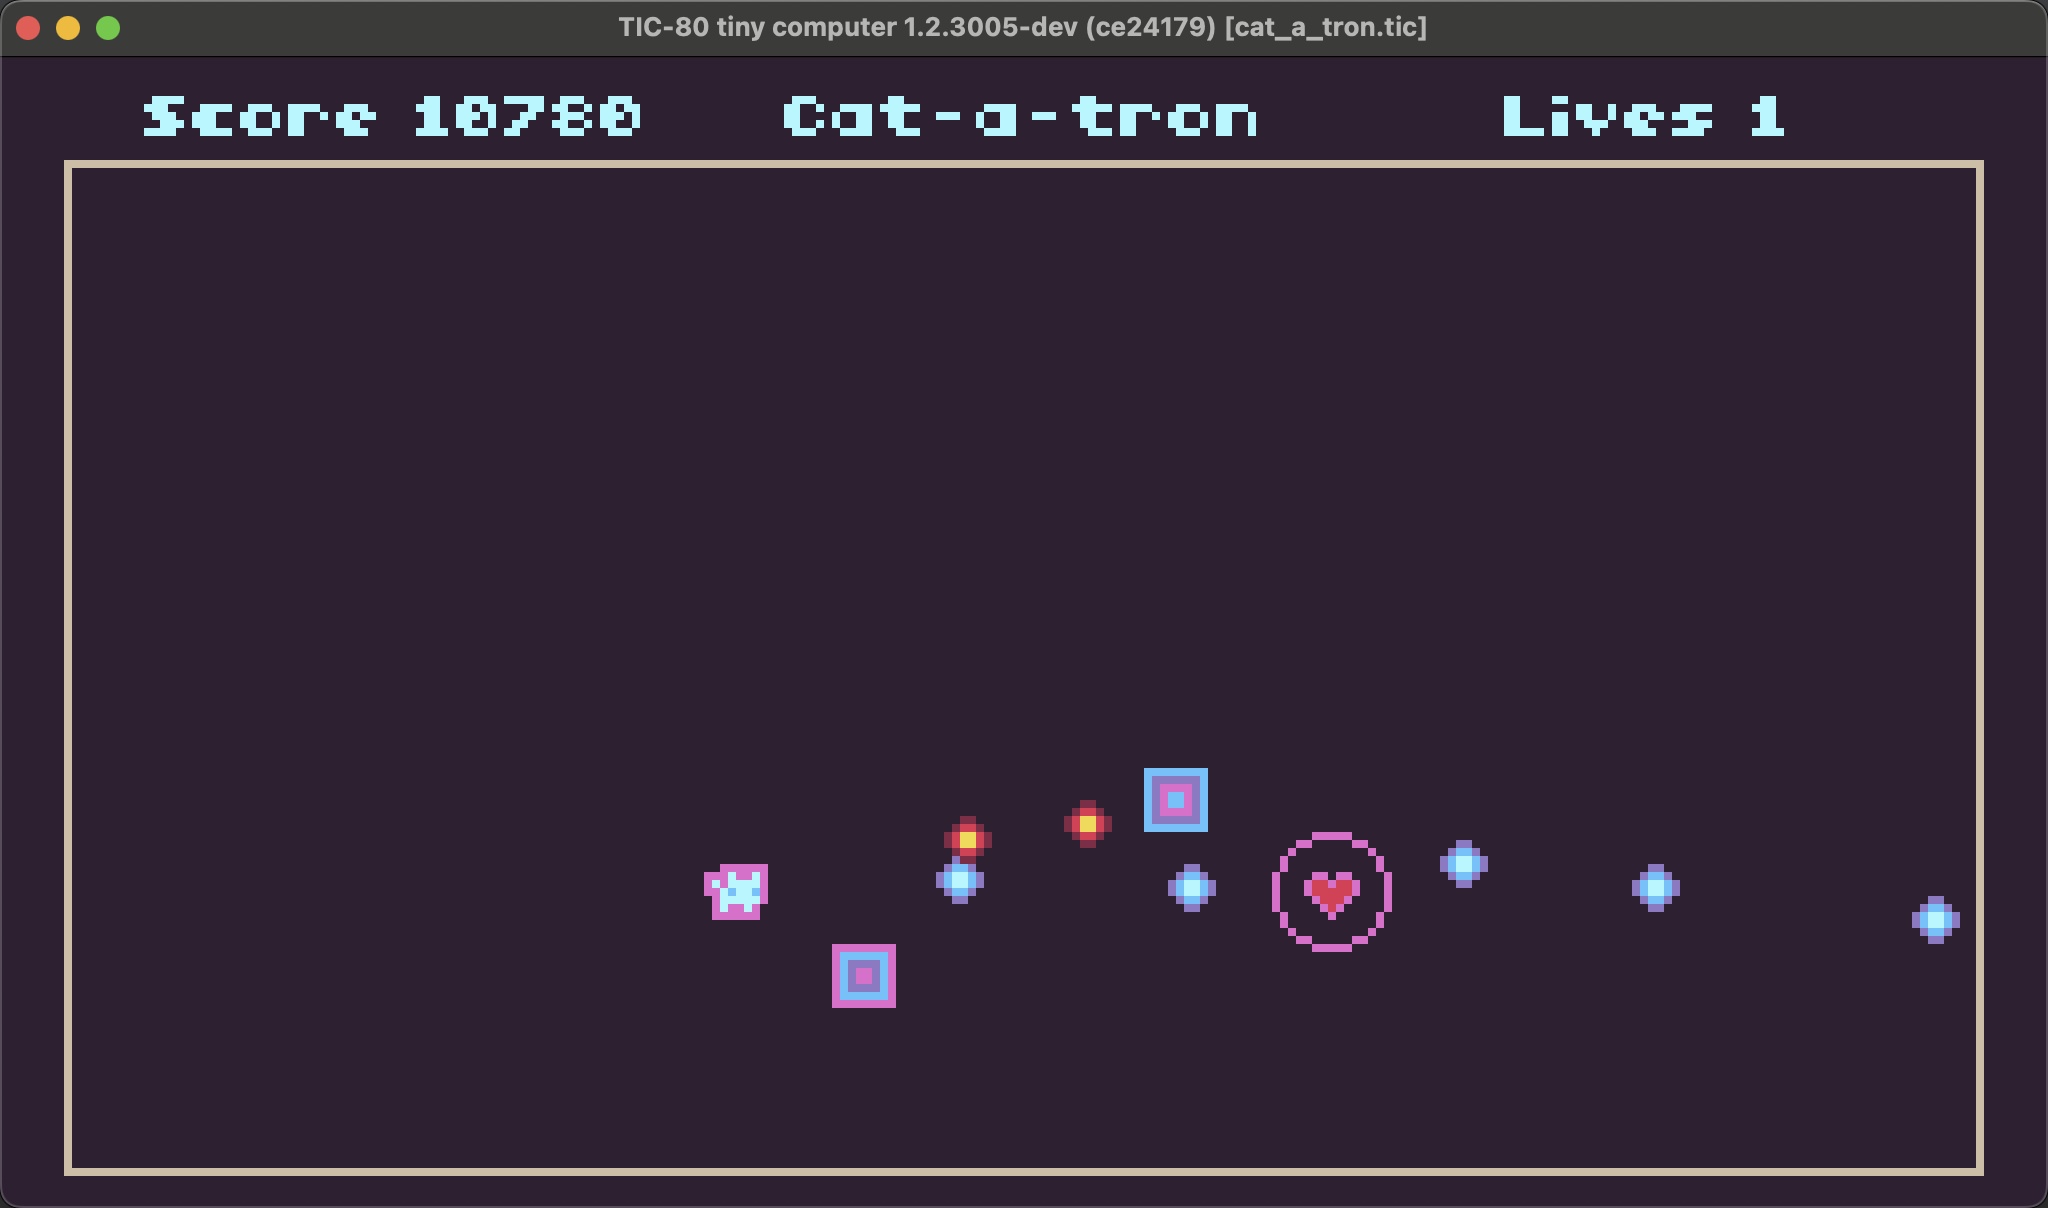 TIC-80 tiny computer 1.2.3005-dev (ce24179) [cat_a_tron.tic]
Score 10780 Cat-a-tron Lives 1